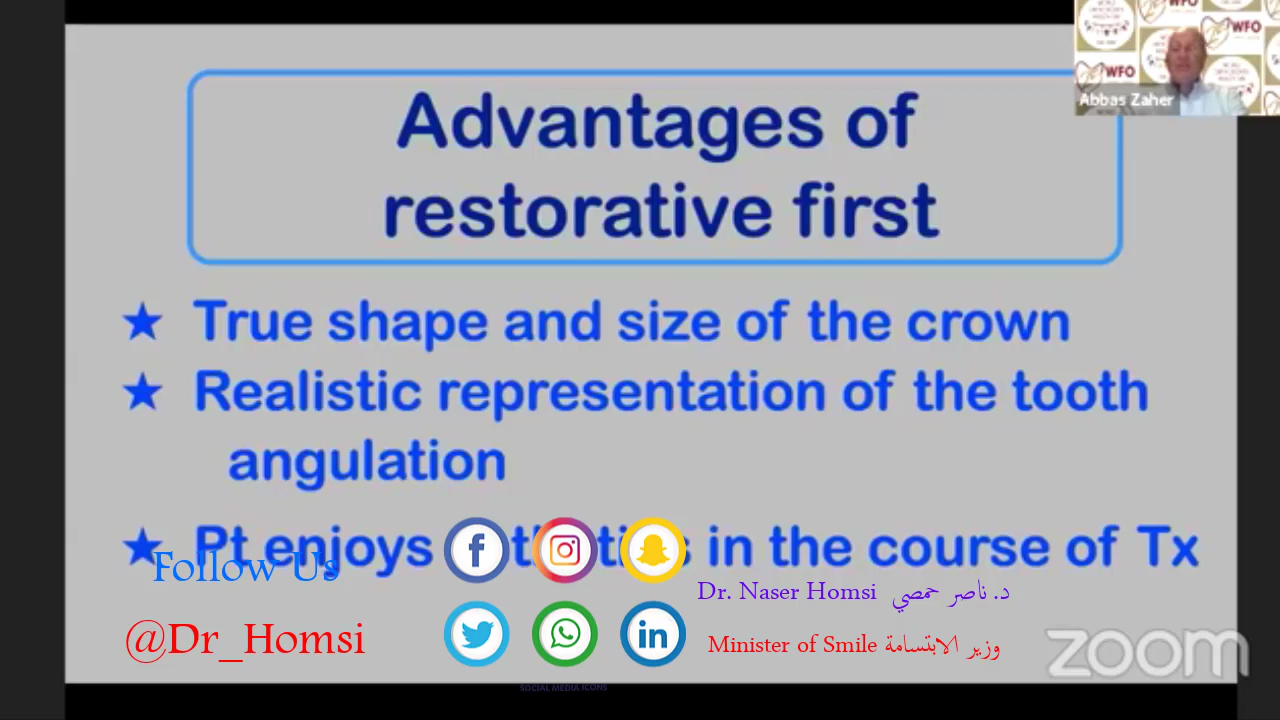 WFO
WFO
WFO
Abbas Zaher
Advantages of
restorative first
★ True shape and size of the crown
★ Realistic representation of the tooth
angulation
★ Pt enjoys in the course of Tx
Follow Us
Dr. Naser Homsi د. ناصر حمصي
@Dr_Homsi
Minister of Smile وزير الابتسامة
zoom
SOCIAL MEDIA ICONS